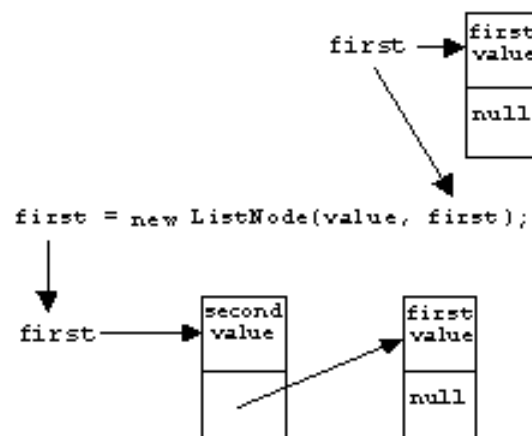 first
first
value
null
first = new ListNode(value, first);
first
second
value
first
value
null